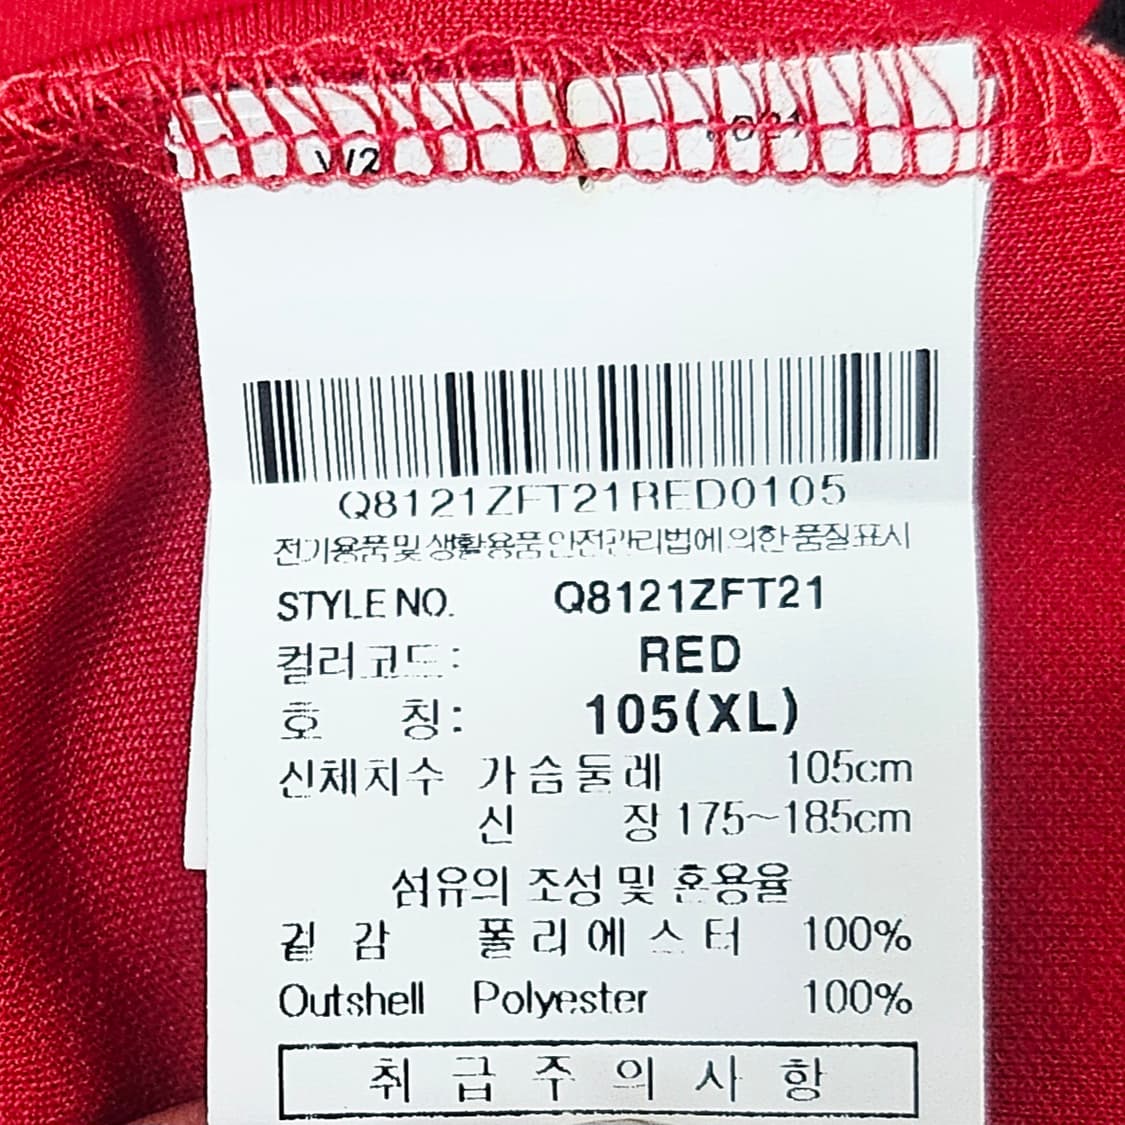 Q8121ZFT21RED0105
전기용품 및 생활용품 안전관리법에 의한 품질표시
STYLE NO. Q8121ZFT21
컬러코드: RED
호 칭: 105(XL)
신체치수 가슴둘레 105cm
신 장 175~185cm
섬유의 조성 및 혼용율
겉 감 폴리에스터 100%
Outshell Polyester 100%
취 급 주 의 사 항